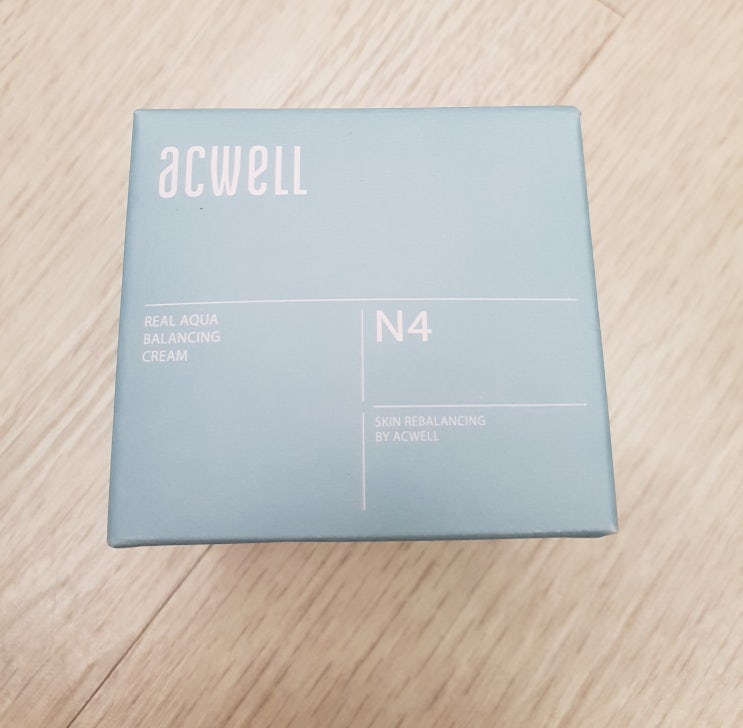 acwell
REAL AQUA
BALANCING
CREAM
N4
SKIN REBALANCING
BY ACWELL